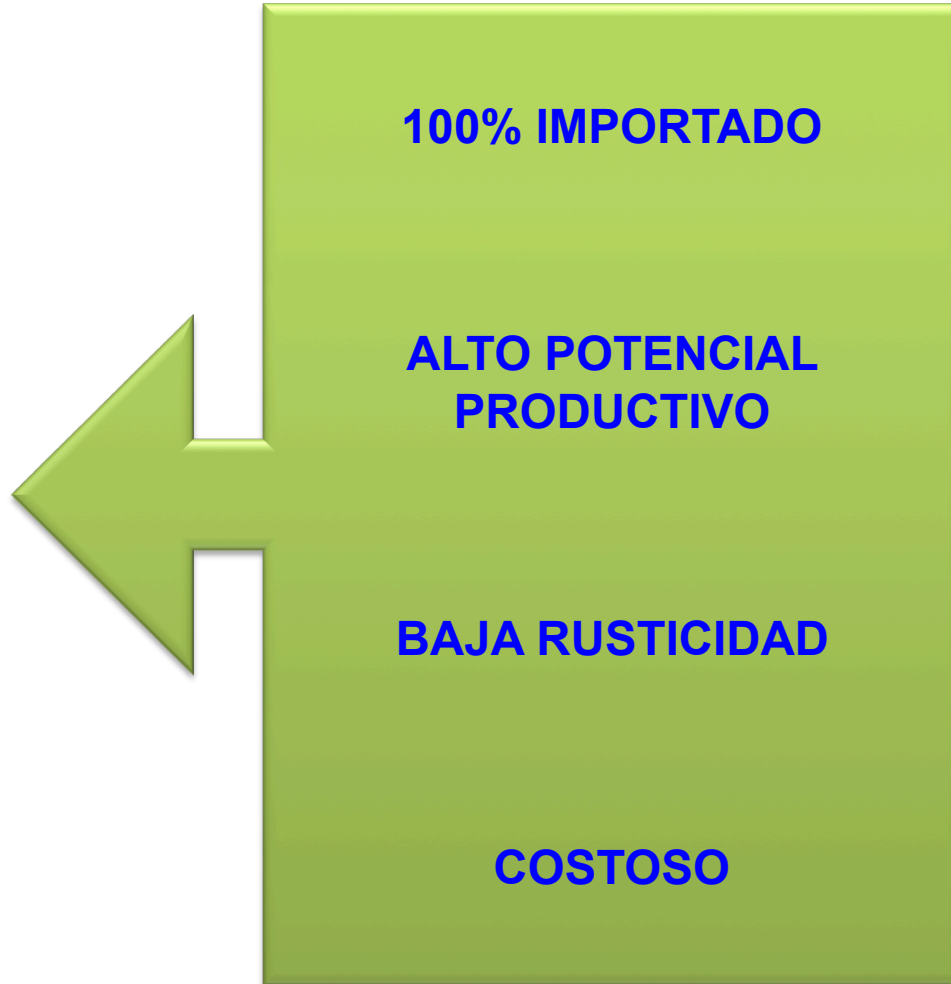 100% IMPORTADO
ALTO POTENCIAL
PRODUCTIVO
BAJA RUSTICIDAD
COSTOSO